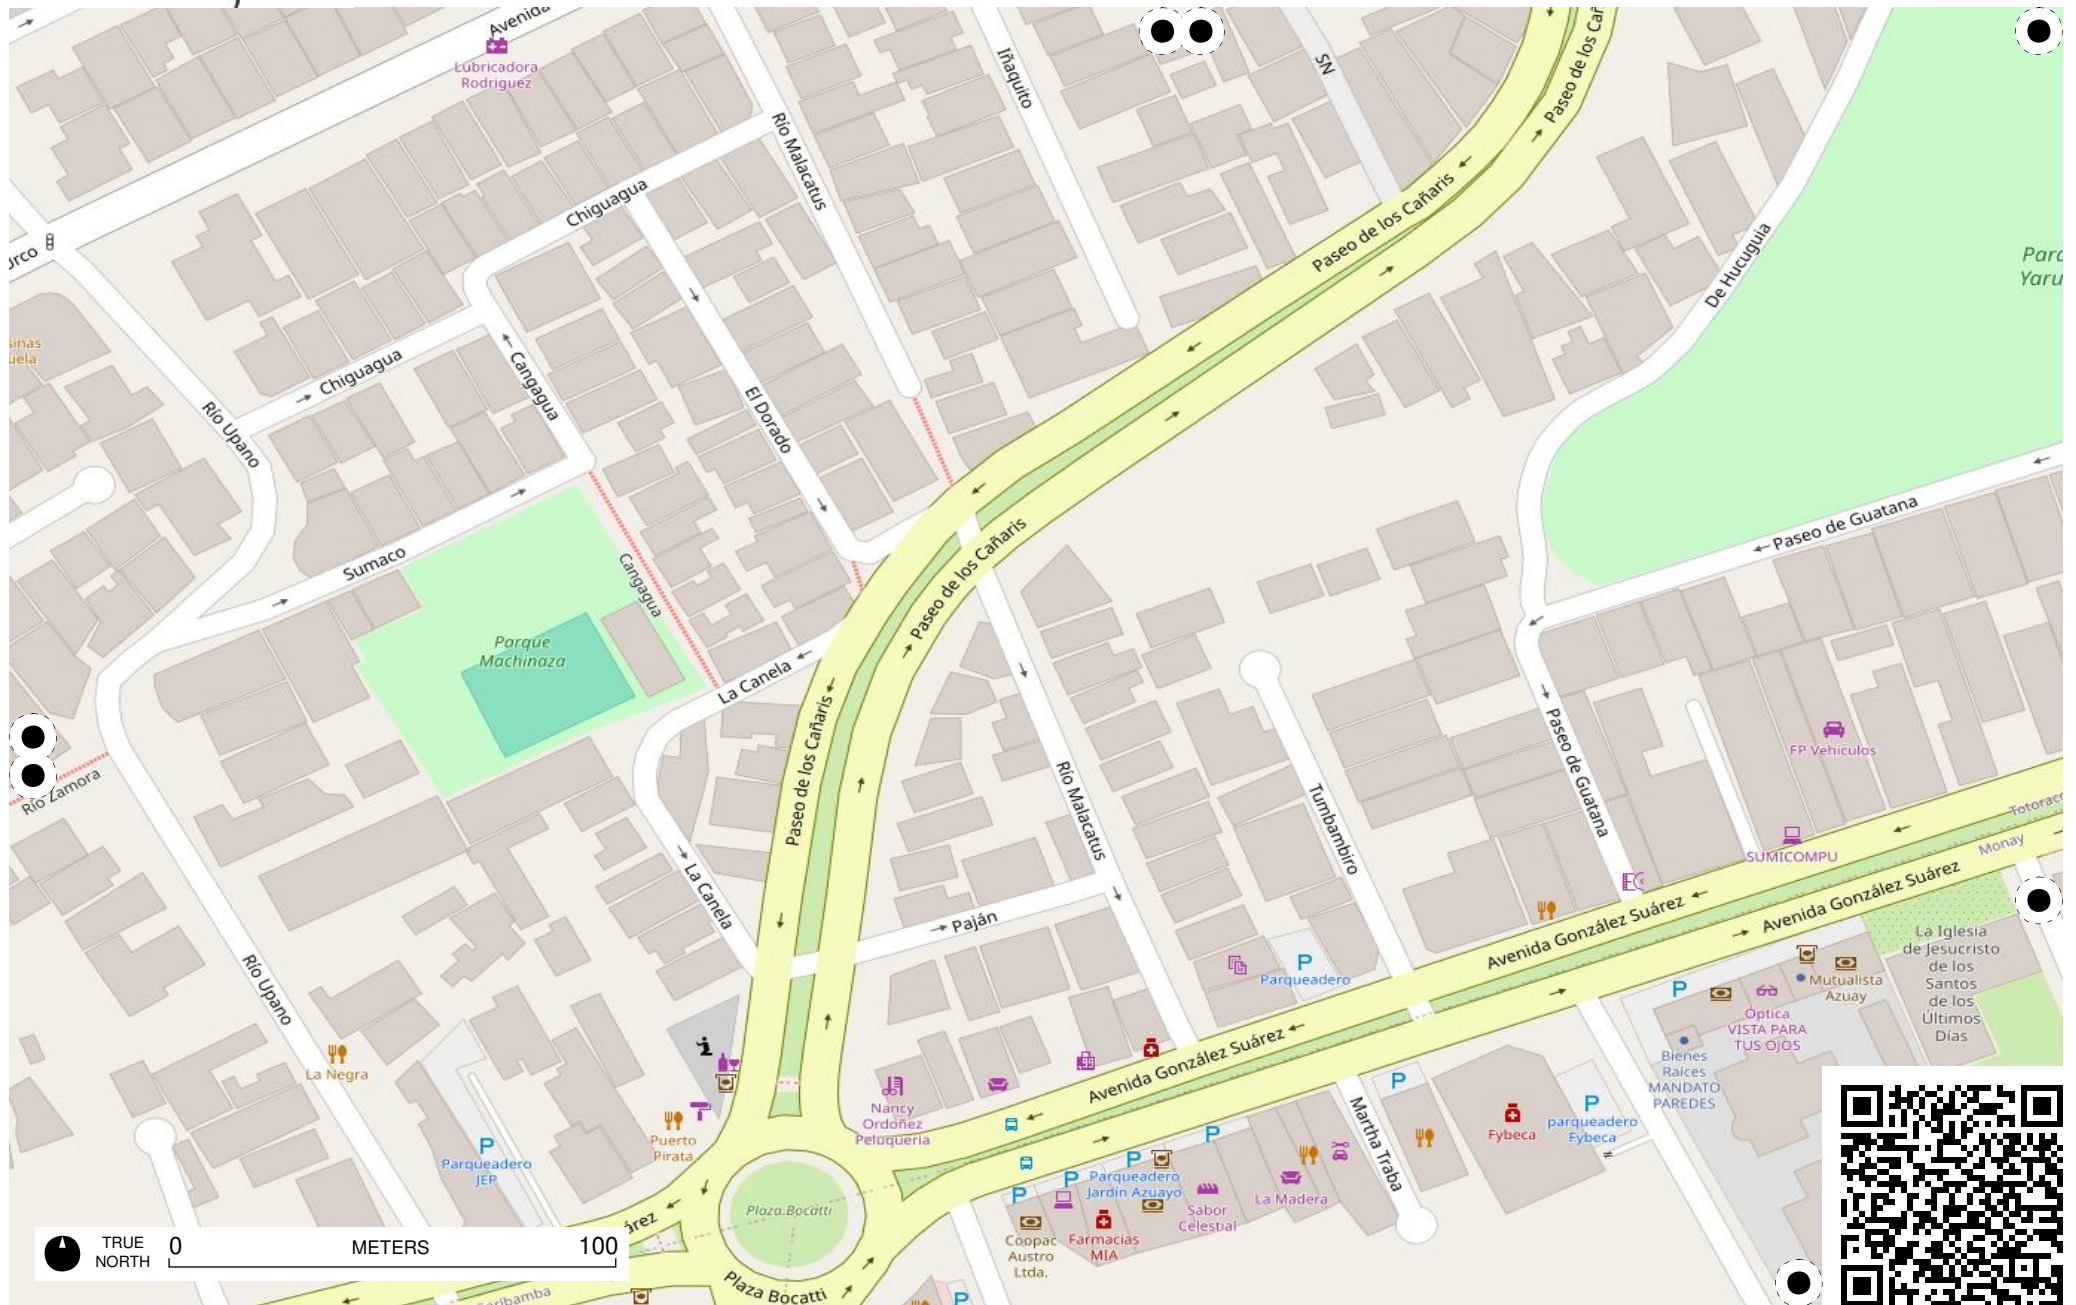 Avenida
Lubricadora
Rodriguez
Río Malacatus
Iñaquito
SN
Paseo de los Cañaris
Chiguagua
De Hucuguia
Río Upano
Chiguagua
Cangagua
El Dorado
Paseo de los Cañaris
Paseo de Guatana
Sumaco
Cangagua
Parque
Machinaza
La Canela
Paseo de los Cañaris
Río Zamora
Río Malacatus
Tumbambiro
Paseo de Guatana
FP Vehiculos
SUMICOMPU
Monay
La Canela
Paseo de los Cañaris
Paján
Avenida González Suárez
Avenida González Suárez
Río Upano
P
Parqueadero
P
Mutualista
Azuay
La Iglesia
de Jesucristo
de los
Santos
de los
Últimos
Días
Óptica
VISTA PARA
TUS OJOS
Bienes
Raíces
MANDATO
PAREDES
La Negra
Avenida González Suárez
Nancy
Ordoñez
Peluqueria
Puerto
Pirata
P
Parqueadero
JEP
P
P
Martha Traba
Fybeca
P
parqueadero
Fybeca
P
Parqueadero
Jardín Azuayo
P
P
La Madera
Sabor
Celestial
Coopac
Austro
Ltda.
Farmacias
MIA
Plaza Bocatti
Plaza Bocatti
P
TRUE
NORTH
0
METERS
100